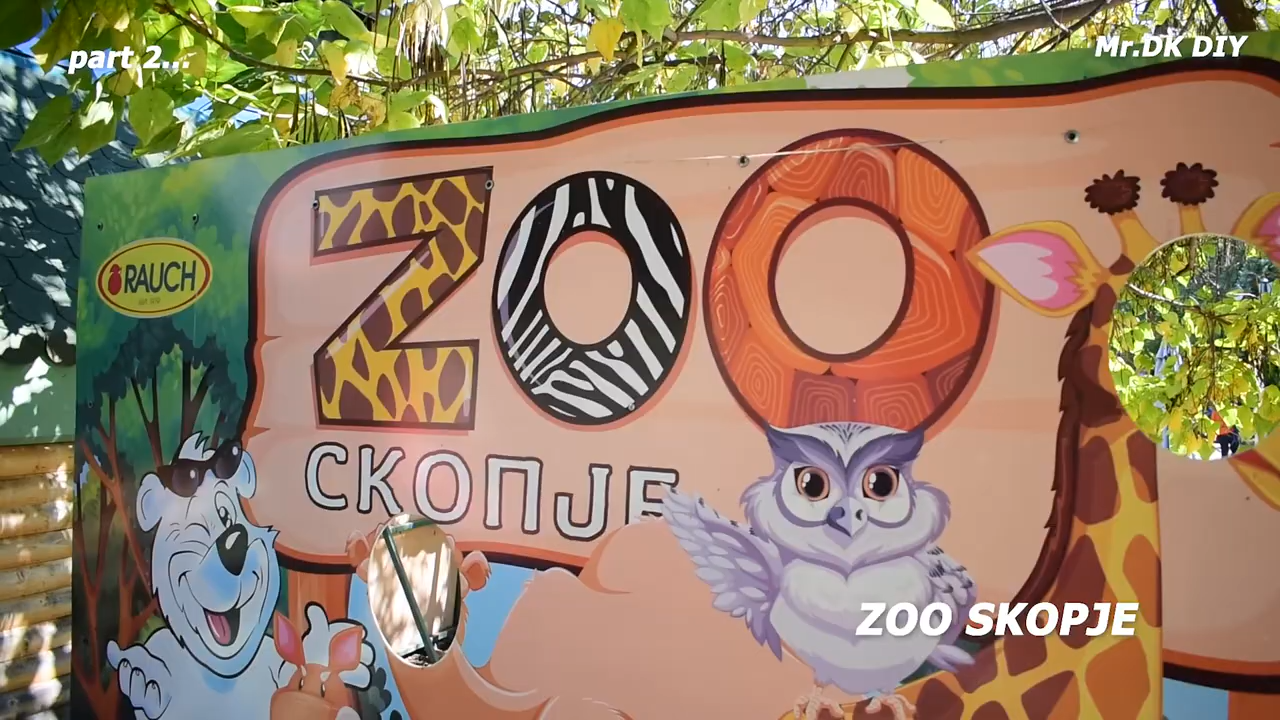 part 2...
Mr.DK DIY
ZOO
RAUCH
СКОПЈЕ
ZOO SKOPJE